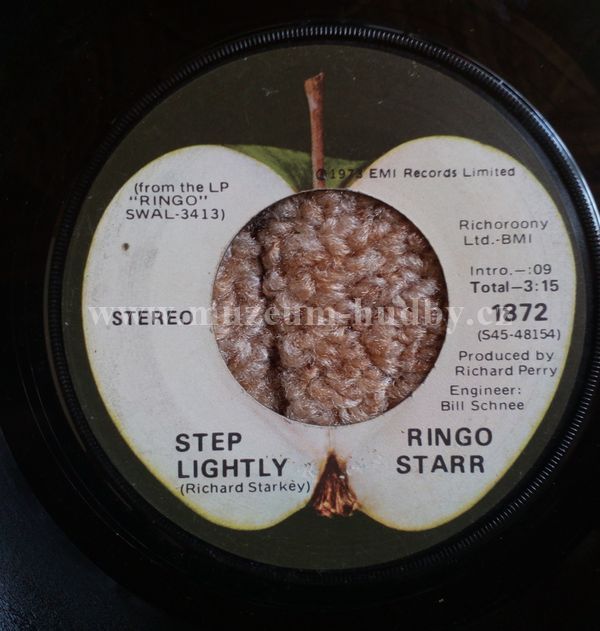 ℗1973 EMI Records Limited
(from the LP
"RINGO"
SWAL-3413)
Richoroony
Ltd.-BMI
Intro.-:09
Total-3:15
STEREO
1872
(S45-48154)
Produced by
Richard Perry
Engineer:
Bill Schnee
STEP
LIGHTLY
(Richard Starkey)
RINGO
STARR
www.muzeum-hudby.cz